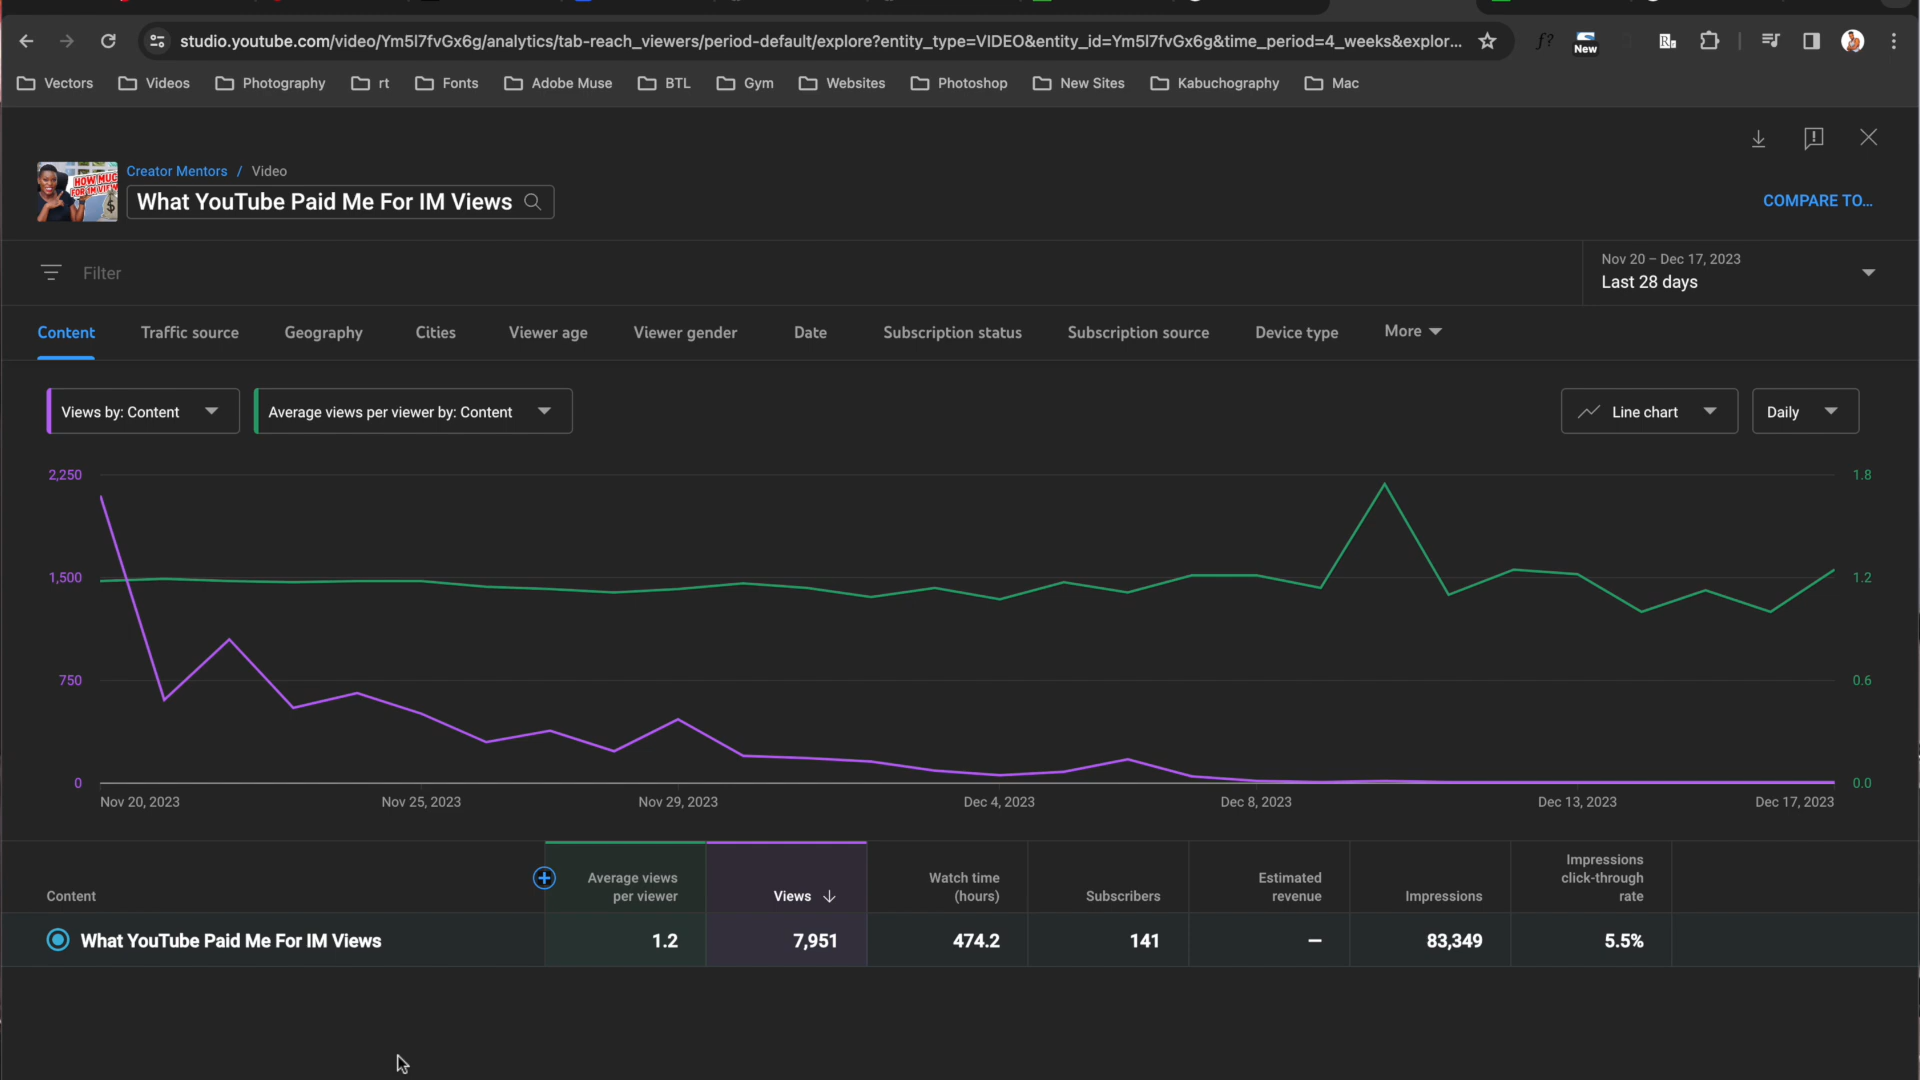 studio.youtube.com/video/Ym5I7fvGx6g/analytics/tab-reach_viewers/period-default/explore?entity_type=VIDEO&entity_id=Ym5I7fvGx6g&time_period=4_weeks&explor...
f?
New
Vectors Videos Photography rt Fonts Adobe Muse BTL Gym Websites Photoshop New Sites Kabuchography Mac
HOW MUC
FOR 1M VIEW
$
Creator Mentors / Video
What YouTube Paid Me For IM Views
COMPARE TO...
Filter
Nov 20 – Dec 17, 2023
Last 28 days
Content Traffic source Geography Cities Viewer age Viewer gender Date Subscription status Subscription source Device type More
Views by: Content Average views per viewer by: Content Line chart Daily
2,250 1.8
1,500 1.2
750 0.6
0 0.0
Nov 20, 2023 Nov 25, 2023 Nov 29, 2023 Dec 4, 2023 Dec 8, 2023 Dec 13, 2023 Dec 17, 2023
Content
Average views
per viewer
Views
Watch time
(hours)
Subscribers
Estimated
revenue
Impressions
Impressions
click-through
rate
What YouTube Paid Me For IM Views 1.2 7,951 474.2 141 — 83,349 5.5%